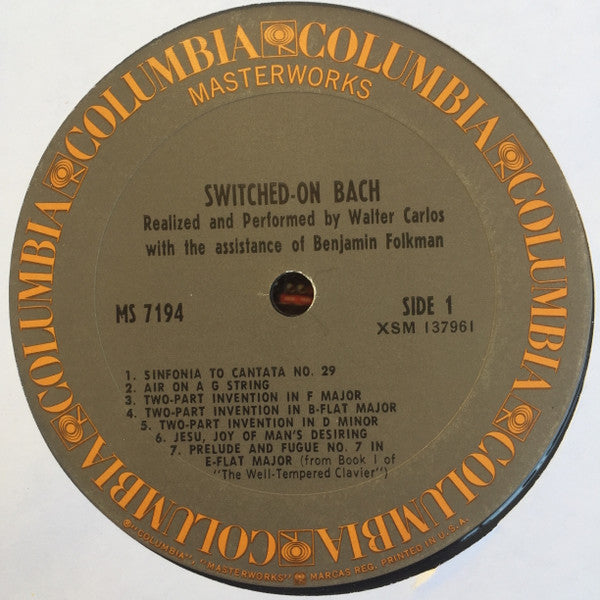 COLUMBIA COLUMBIA COLUMBIA COLUMBIA COLUMBIA COLUMBIA
MASTERWORKS
SWITCHED-ON BACH
Realized and Performed by Walter Carlos
with the assistance of Benjamin Folkman
MS 7194
SIDE 1
XSM 137961
1. SINFONIA TO CANTATA NO. 29
2. AIR ON A G STRING
3. TWO-PART INVENTION IN F MAJOR
4. TWO-PART INVENTION IN B-FLAT MAJOR
5. TWO-PART INVENTION IN D MINOR
6. JESU, JOY OF MAN'S DESIRING
7. PRELUDE AND FUGUE NO. 7 IN
E-FLAT MAJOR (from Book 1 of
"The Well-Tempered Clavier")
℗ "COLUMBIA", "MASTERWORKS", MARCAS REG. PRINTED IN U.S.A.